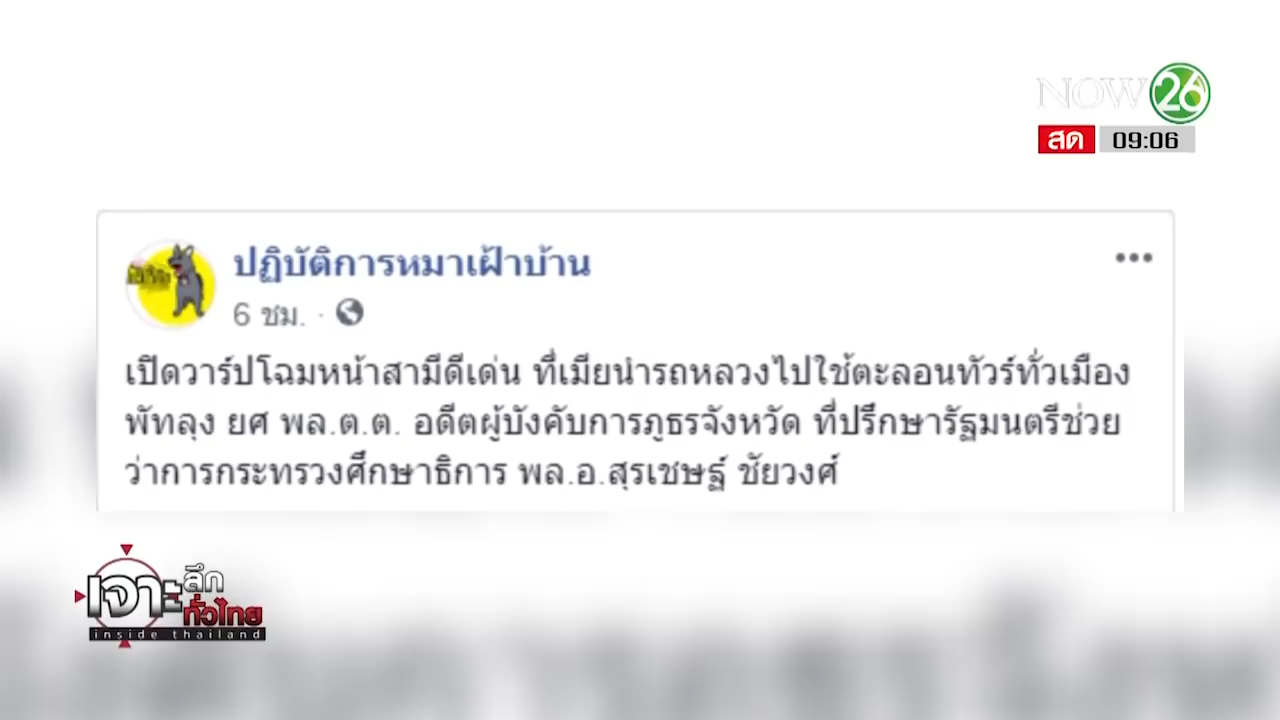 NOW 26
สด 09:06
ปฏิบัติการหมาเฝ้าบ้าน
6 ชม. ·
เปิดวาร์ปโฉมหน้าสามีดีเด่น ที่เมียนำรถหลวงไปใช้ตะลอนทัวร์ทั่วเมือง
พัทลุง ยศ พล.ต.ต. อดีตผู้บังคับการภูธรจังหวัด ที่ปรึกษารัฐมนตรีช่วย
ว่าการกระทรวงศึกษาธิการ พล.อ.สุรเชษฐ์ ชัยวงศ์
เจาะลึก
ทั่วไทย
inside thailand